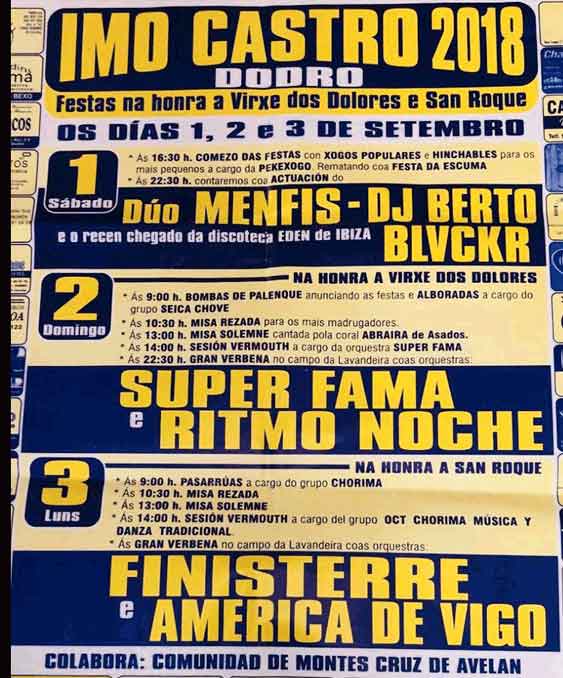 IMO CASTRO 2018
DODRO
Festas na honra a Virxe dos Dolores e San Roque
OS DÍAS 1, 2 e 3 DE SETEMBRO
1
Sábado
* Ás 16:30 h. COMEZO DAS FESTAS con XOGOS POPULARES e HINCHABLES para os
mais pequenos a cargo da PEKEXOGO. Rematando coa FESTA DA ESCUMA
* Ás 22:30 h. contaremos coa ACTUACIÓN do
Dúo MENFIS - DJ BERTO
e o recen chegado da discoteca EDEN de IBIZA BLVCKR
2
Domingo
NA HONRA A VIRXE DOS DOLORES
* Ás 9:00 h. BOMBAS DE PALENQUE anunciando as festas e ALBORADAS a cargo do
grupo SEICA CHOVE
* Ás 10:30 h. MISA REZADA para os mais madrugadores.
* Ás 13:00 h. MISA SOLEMNE cantada pola coral ABRAIRA de Asados.
* Ás 14:00 h. SESIÓN VERMOUTH a cargo da orquestra SUPER FAMA
* Ás 22:30 h. GRAN VERBENA no campo da Lavandeira coas orquestras:
SUPER FAMA
e RITMO NOCHE
3
Luns
NA HONRA A SAN ROQUE
* Ás 9:00 h. PASARRÚAS a cargo do grupo CHORIMA
* Ás 10:30 h. MISA REZADA
* Ás 13:00 h. MISA SOLEMNE
* Ás 14:00 h. SESIÓN VERMOUTH a cargo del grupo OCT CHORIMA MÚSICA Y
DANZA TRADICIONAL.
* Ás GRAN VERBENA no campo da Lavandeira coas orquestras:
FINISTERRE
e AMERICA DE VIGO
COLABORA: COMUNIDAD DE MONTES CRUZ DE AVELAN